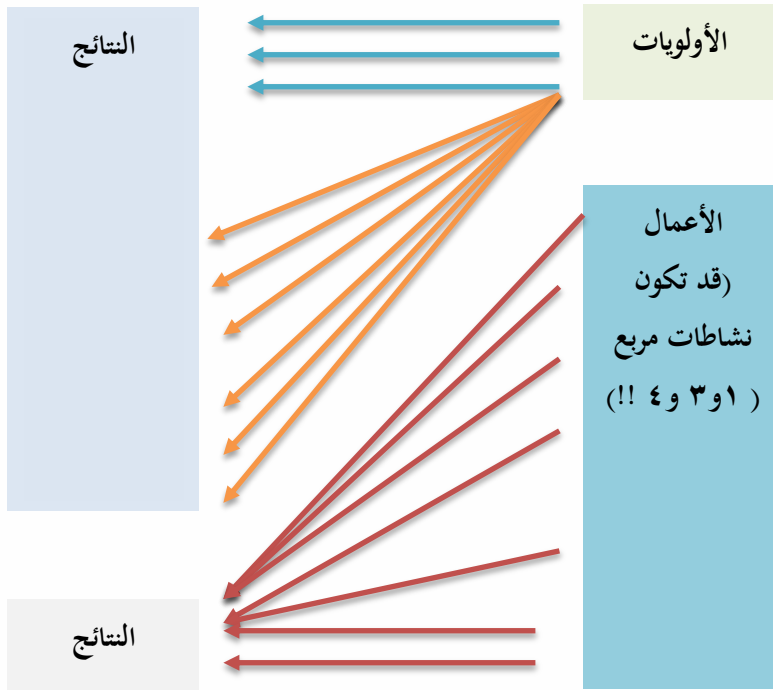 الأولويات
النتائج
الأعمال
(قد تكون
نشاطات مربع
( ١و٣ و٤ !!)
النتائج